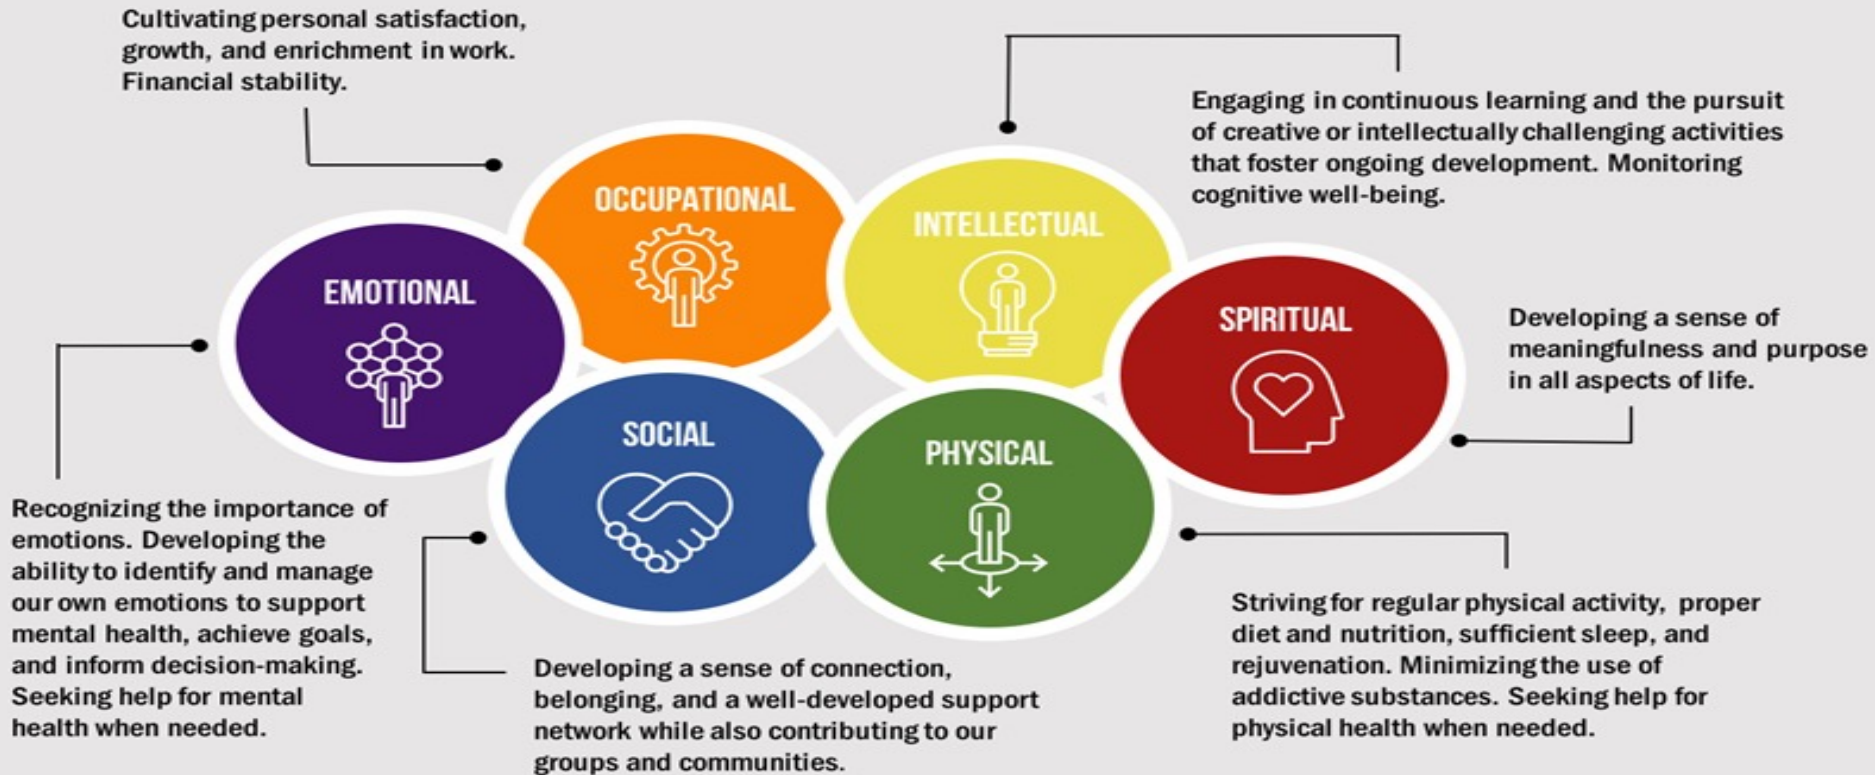 Cultivating personal satisfaction,
growth, and enrichment in work.
Financial stability.
Engaging in continuous learning and the pursuit
of creative or intellectually challenging activities
that foster ongoing development. Monitoring
cognitive well-being.
OCCUPATIONAL
INTELLECTUAL
EMOTIONAL
SPIRITUAL
Developing a sense of
meaningfulness and purpose
in all aspects of life.
SOCIAL
PHYSICAL
Recognizing the importance of
emotions. Developing the
ability to identify and manage
our own emotions to support
mental health, achieve goals,
and inform decision-making.
Seeking help for mental
health when needed.
Developing a sense of connection,
belonging, and a well-developed support
network while also contributing to our
groups and communities.
Striving for regular physical activity, proper
diet and nutrition, sufficient sleep, and
rejuvenation. Minimizing the use of
addictive substances. Seeking help for
physical health when needed.